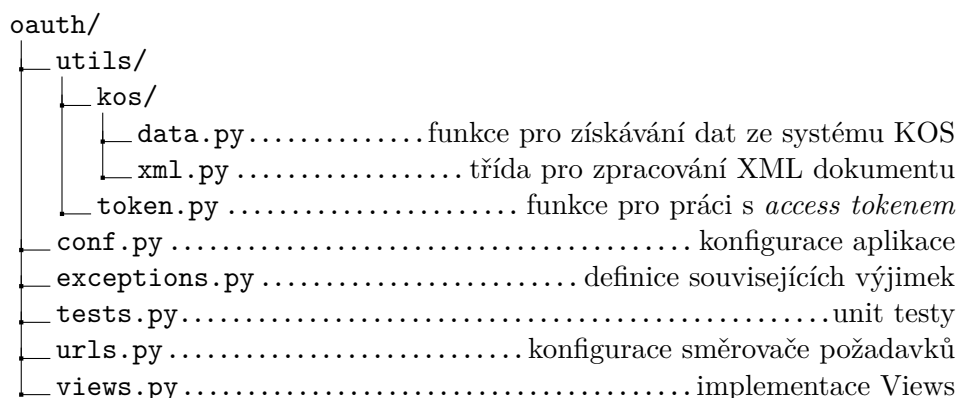 oauth/
utils/
kos/
data.py..............funkce pro získávání dat ze systému KOS
xml.py .................. třída pro zpracování XML dokumentu
token.py ....................... funkce pro práci s access tokenem
conf.py ......................................... konfigurace aplikace
exceptions.py ............................ definice souvisejících výjimek
tests.py...................................................unit testy
urls.py ............................ konfigurace směrovače požadavků
views.py ........................................ implementace Views